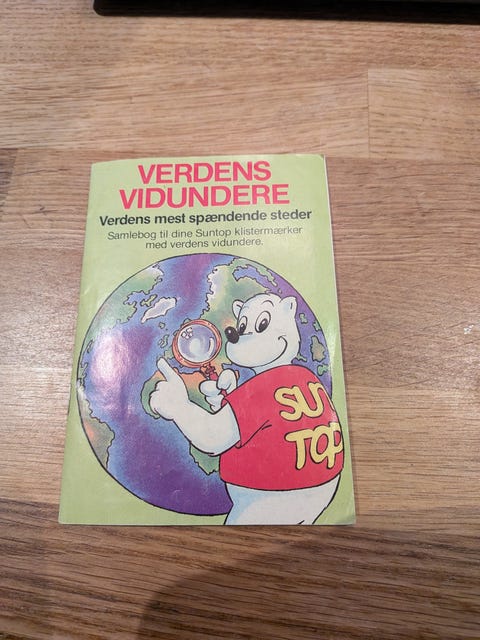 VERDENS
VIDUNDERE
Verdens mest spændende steder
Samlebog til dine Suntop klistermærker
med verdens vidundere.
SUN
TOP